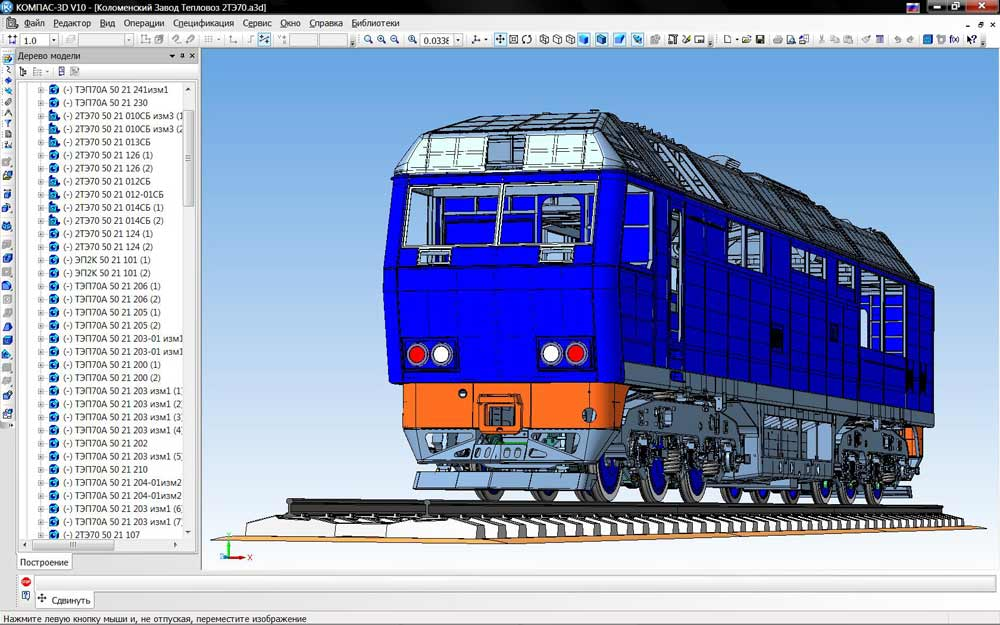 КОМПАС-3D V10 - [Коломенский Завод Тепловоз 2ТЭ70.a3d]
Файл Редактор Вид Операции Спецификация Сервис Окно Справка Библиотеки
1.0 0.0338 f(x)
Дерево модели
(-) ТЭП70А 50 21 241изм1
(-) ТЭП70А 50 21 230
(-) 2ТЭ70 50 21 010СБ изм3 (1
(-) 2ТЭ70 50 21 010СБ изм3 (2
(-) 2ТЭ70 50 21 013СБ
(-) 2ТЭ70 50 21 126 (1)
(-) 2ТЭ70 50 21 126 (2)
(-) 2ТЭ70 50 21 012СБ
(-) 2ТЭ70 50 21 012-01СБ
(-) 2ТЭ70 50 21 014СБ (1)
(-) 2ТЭ70 50 21 014СБ (2)
(-) 2ТЭ70 50 21 124 (1)
(-) 2ТЭ70 50 21 124 (2)
(-) ЭП2К 50 21 101 (1)
(-) ЭП2К 50 21 101 (2)
(-) ТЭП70А 50 21 206 (1)
(-) ТЭП70А 50 21 206 (2)
(-) ТЭП70А 50 21 205 (1)
(-) ТЭП70А 50 21 205 (2)
(-) ТЭП70А 50 21 203-01 изм1
(-) ТЭП70А 50 21 203-01 изм1
(-) ТЭП70А 50 21 200 (1)
(-) ТЭП70А 50 21 200 (2)
(-) ТЭП70А 50 21 203 изм1 (1
(-) ТЭП70А 50 21 203 изм1 (2
(-) ТЭП70А 50 21 203 изм1 (3
(-) ТЭП70А 50 21 203 изм1 (4
(-) ТЭП70А 50 21 202
(-) ТЭП70А 50 21 203 изм1 (5
(-) ТЭП70А 50 21 210
(-) ТЭП70А 50 21 204-01изм2
(-) ТЭП70А 50 21 204-01изм2
(-) ТЭП70А 50 21 203 изм1 (6
(-) ТЭП70А 50 21 203 изм1 (7
(-) 2ТЭ70 50 21 107
X
Построение
STOP
Сдвинуть
Нажмите левую кнопку мыши и, не отпуская, переместите изображение